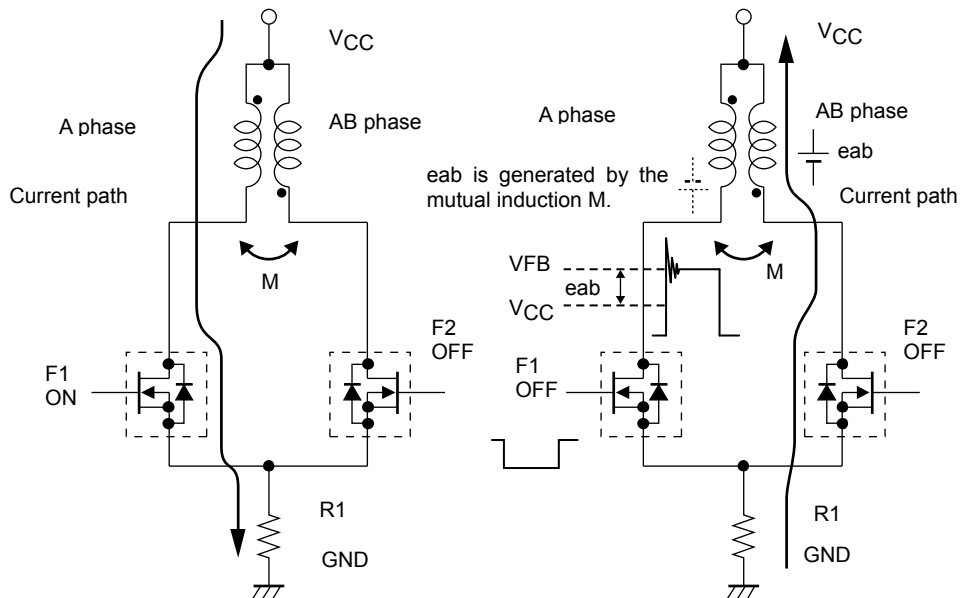 VCC
A phase
AB phase
Current path
M
F1
ON
F2
OFF
R1
GND
VCC
A phase
AB phase
eab
eab is generated by the
mutual induction M.
Current path
VFB
eab
VCC
M
F1
OFF
F2
OFF
R1
GND